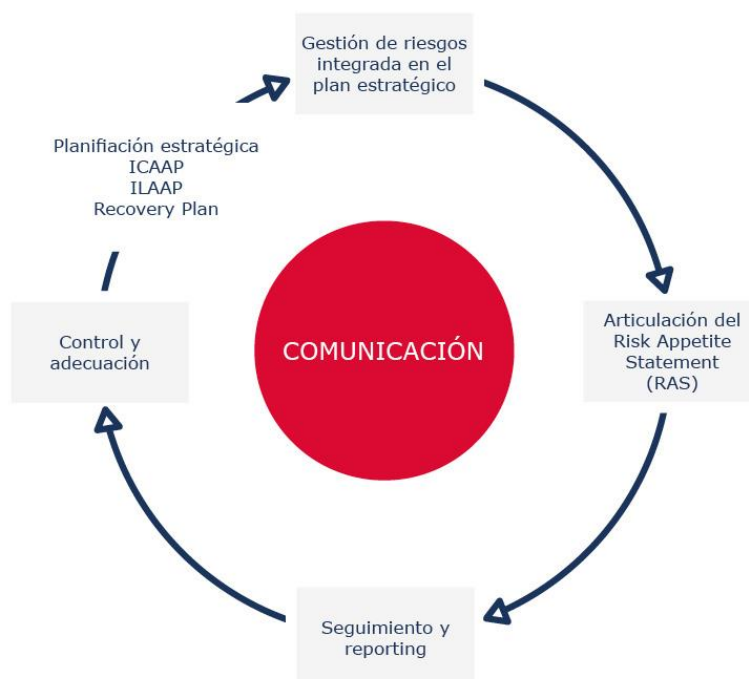 Gestión de riesgos
integrada en el
plan estratégico
Planifiación estratégica
ICAAP
ILAAP
Recovery Plan
Articulación del
Risk Appetite
Statement
(RAS)
Control y
adecuación
COMUNICACIÓN
Seguimiento y
reporting